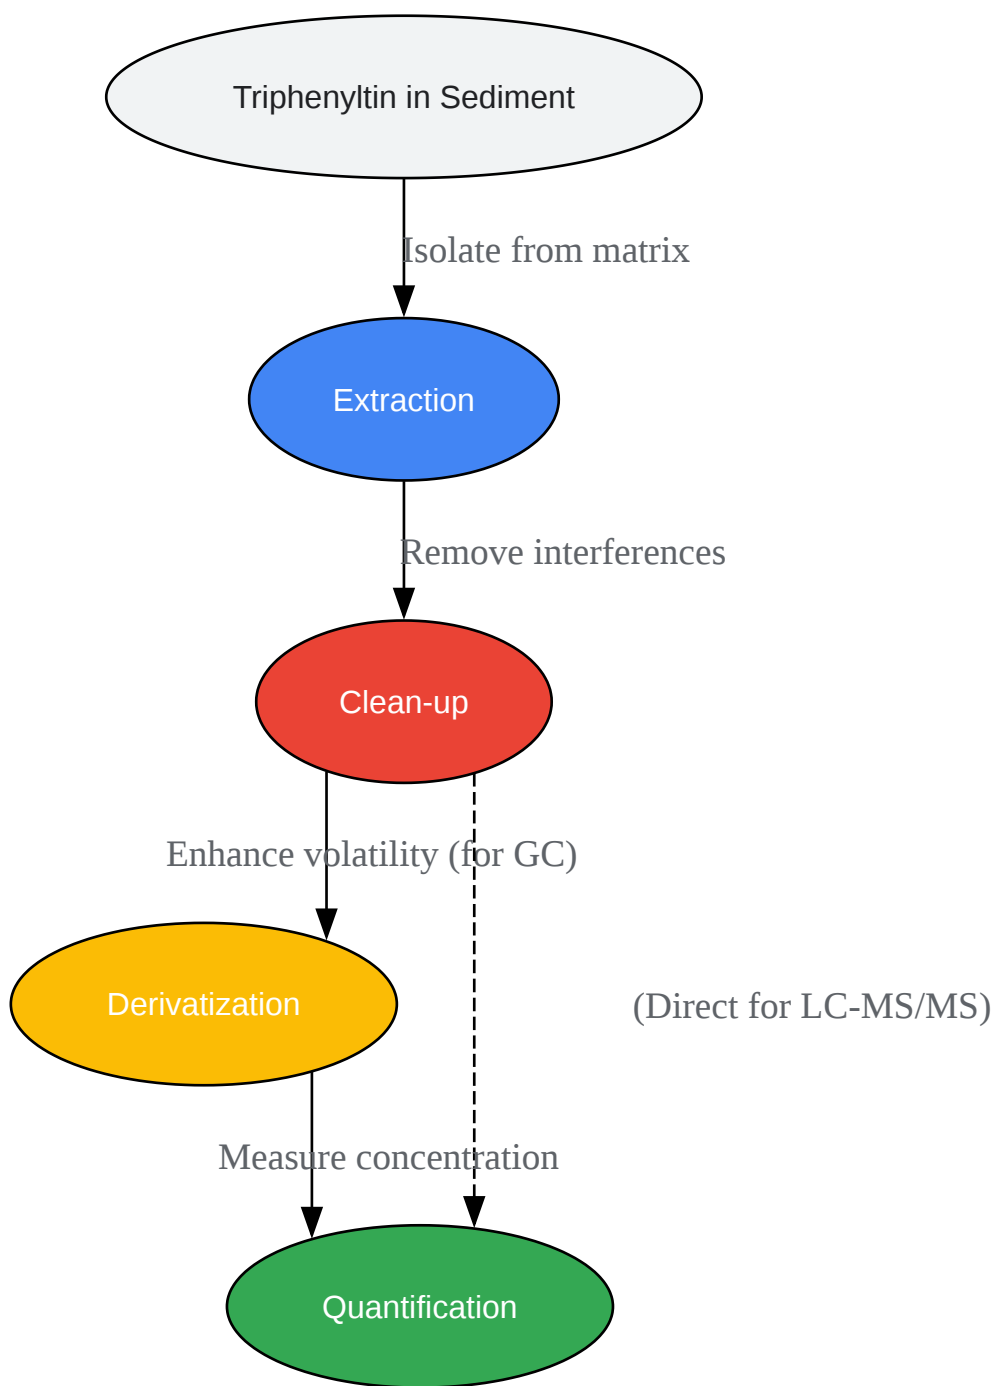 Triphenyltin in Sediment
Isolate from matrix
Extraction
Remove interferences
Clean-up
Enhance volatility (for GC)
Derivatization
(Direct for LC-MS/MS)
Measure concentration
Quantification